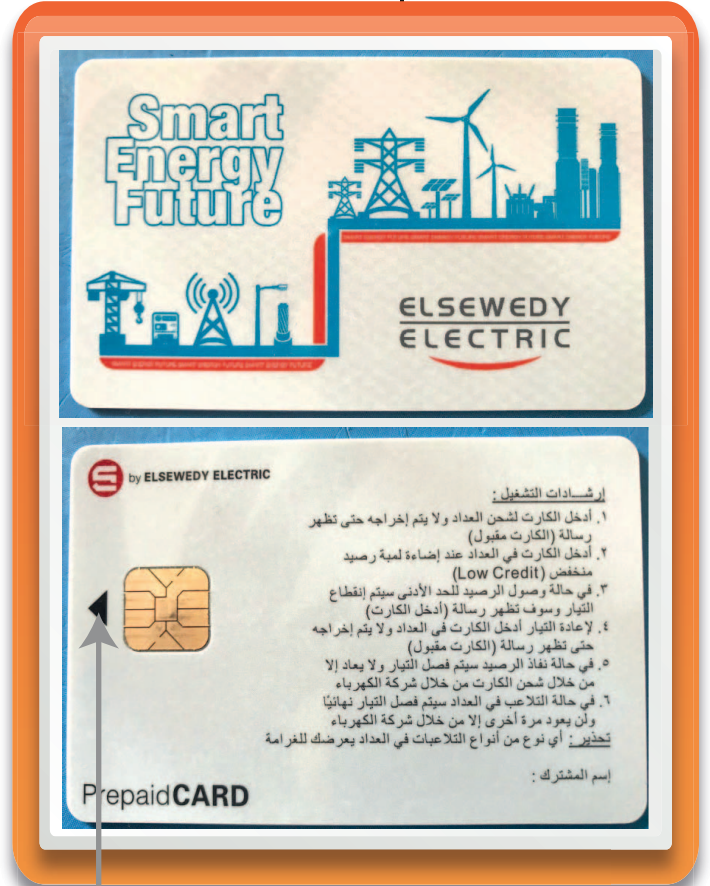 Smart
Energy
Future
ELSEWEDY
ELECTRIC
by ELSEWEDY ELECTRIC
إرشـادات التشغيل :
١. أدخل الكارت لشحن العداد ولا يتم إخراجه حتى تظهر
رسالة (الكارت مقبول)
٢. أدخل الكارت في العداد عند إضاءة لمبة رصيد
منخفض (Low Credit)
٣. في حالة وصول الرصيد للحد الأدنى سيتم إنقطاع
التيار وسوف تظهر رسالة (أدخل الكارت)
٤. لإعادة التيار أدخل الكارت فى العداد ولا يتم إخراجه
حتى تظهر رسالة (الكارت مقبول)
٥. في حالة نفاذ الرصيد سيتم فصل التيار ولا يعاد إلا
من خلال شحن الكارت من خلال شركة الكهرباء
٦. في حالة التلاعب في العداد سيتم فصل التيار نهائيًا
ولن يعود مرة أخرى إلا من خلال شركة الكهرباء
تحذير : أي نوع من أنواع التلاعبات في العداد يعرضك للغرامة
إسم المشترك :
PrepaidCARD